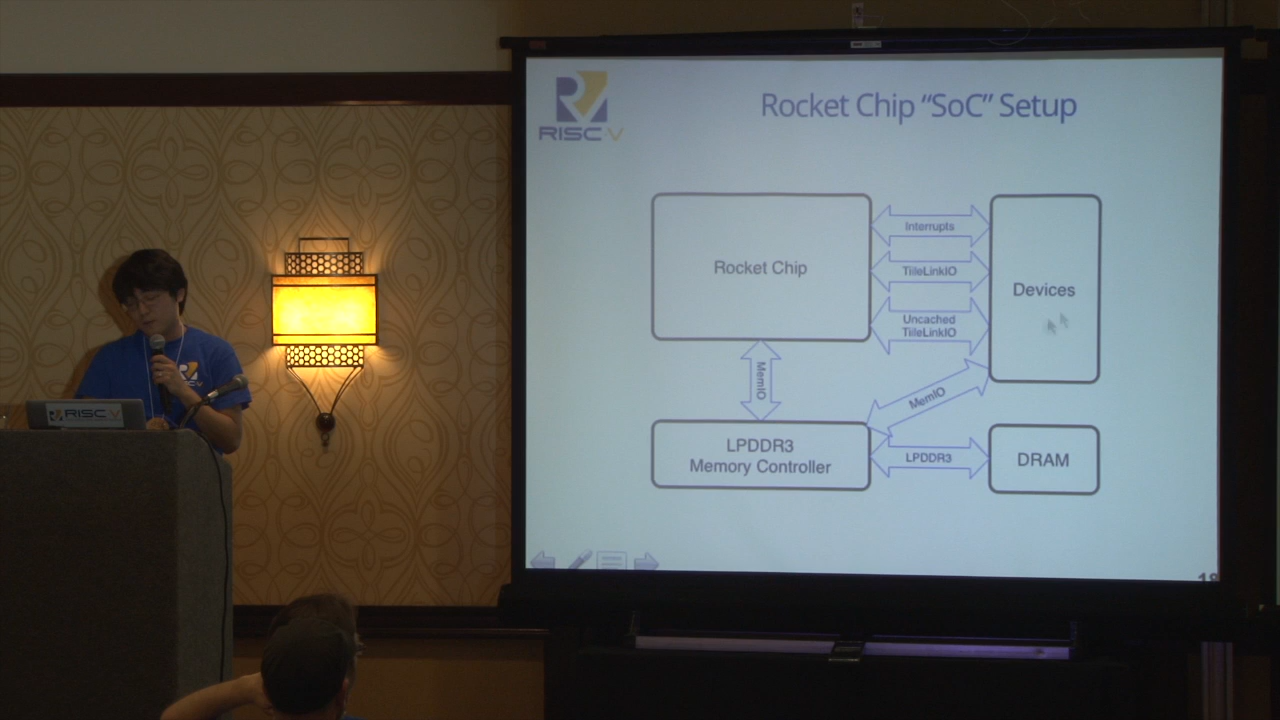 RISC-V
Rocket Chip “SoC” Setup
Rocket Chip
Interrupts
TileLinkIO
Uncached
TileLinkIO
Devices
MemIO
MemIO
LPDDR3
Memory Controller
LPDDR3
DRAM
18
RISC-V